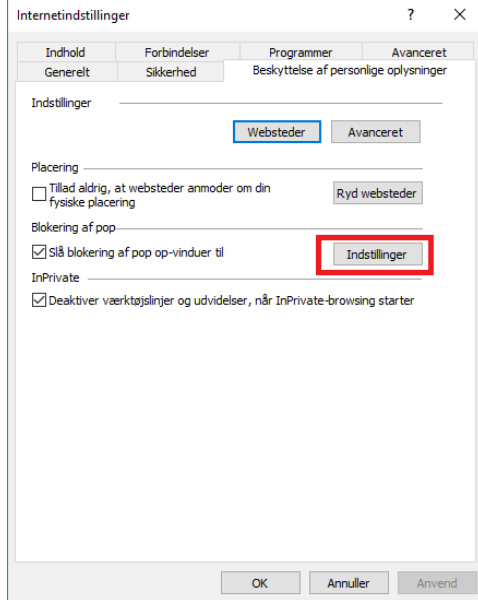 Internetindstillinger ? ×
Indhold Forbindelser Programmer Avanceret
Generelt Sikkerhed Beskyttelse af personlige oplysninger
Indstillinger
Websteder Avanceret
Placering
Tillad aldrig, at websteder anmoder om din
fysiske placering
Ryd websteder
Blokering af pop
Slå blokering af pop op-vinduer til Indstillinger
InPrivate
Deaktiver værktøjslinjer og udvidelser, når InPrivate-browsing starter
OK Annuller Anvend